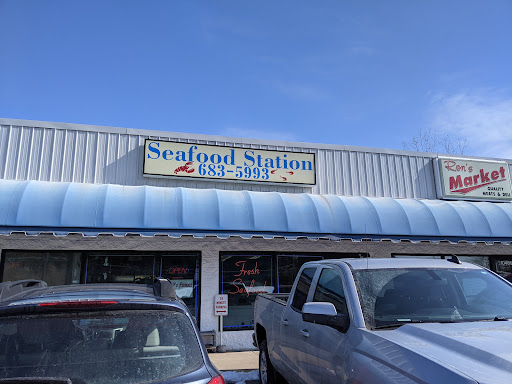 Seafood Station
683-5993
Ron's
Market
QUALITY
MEATS & DELI
OPEN
Fresh